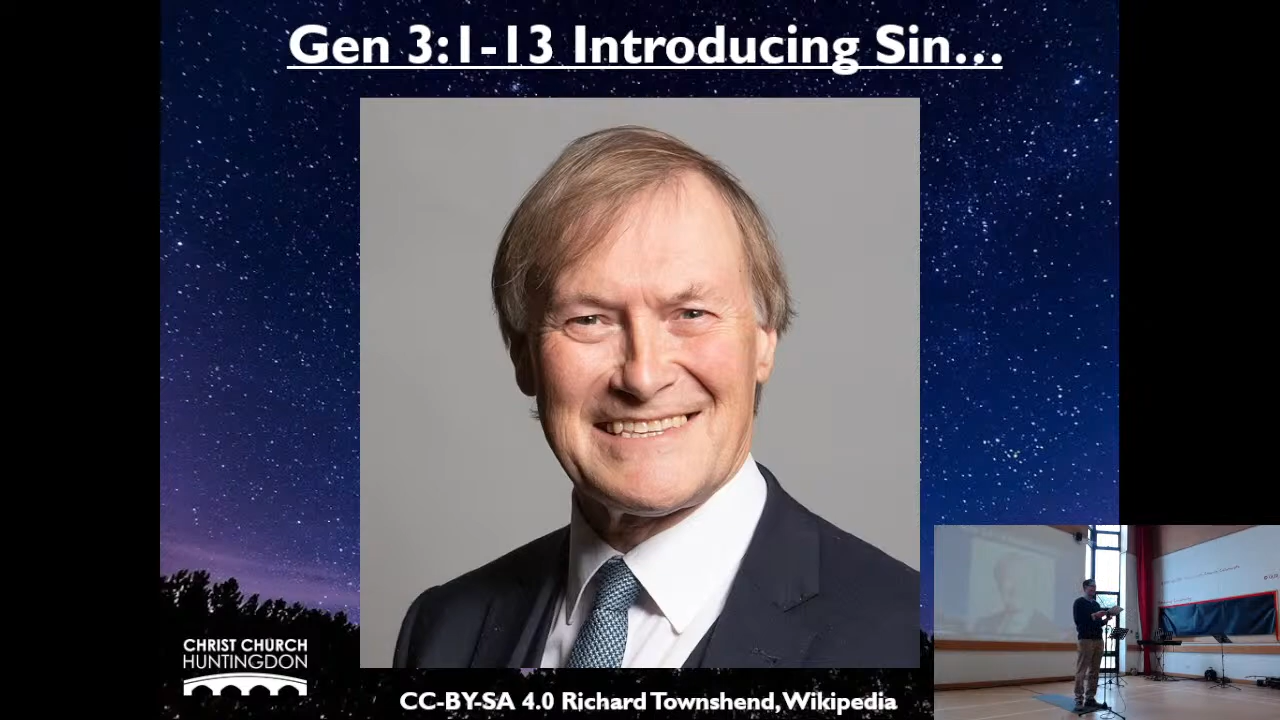 Gen 3:1-13 Introducing Sin...
CHRIST CHURCH
HUNTINGDON
CC-BY-SA 4.0 Richard Townshend, Wikipedia